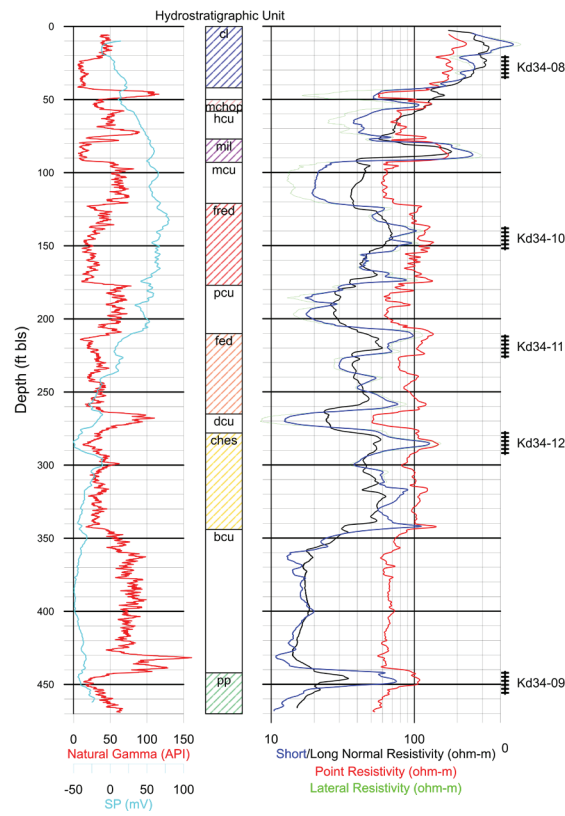 Hydrostratigraphic Unit
0
50
100
150
200
250
300
350
400
450
Depth (ft bls)
cl
mchop
hcu
mil
mcu
fred
pcu
fed
dcu
ches
bcu
pp
Kd34-08
Kd34-10
Kd34-11
Kd34-12
Kd34-09
0 50 100 150
Natural Gamma (API)
-50 0 50 100
SP (mV)
10 100 0
Short/Long Normal Resistivity (ohm-m)
Point Resistivity (ohm-m)
Lateral Resistivity (ohm-m)